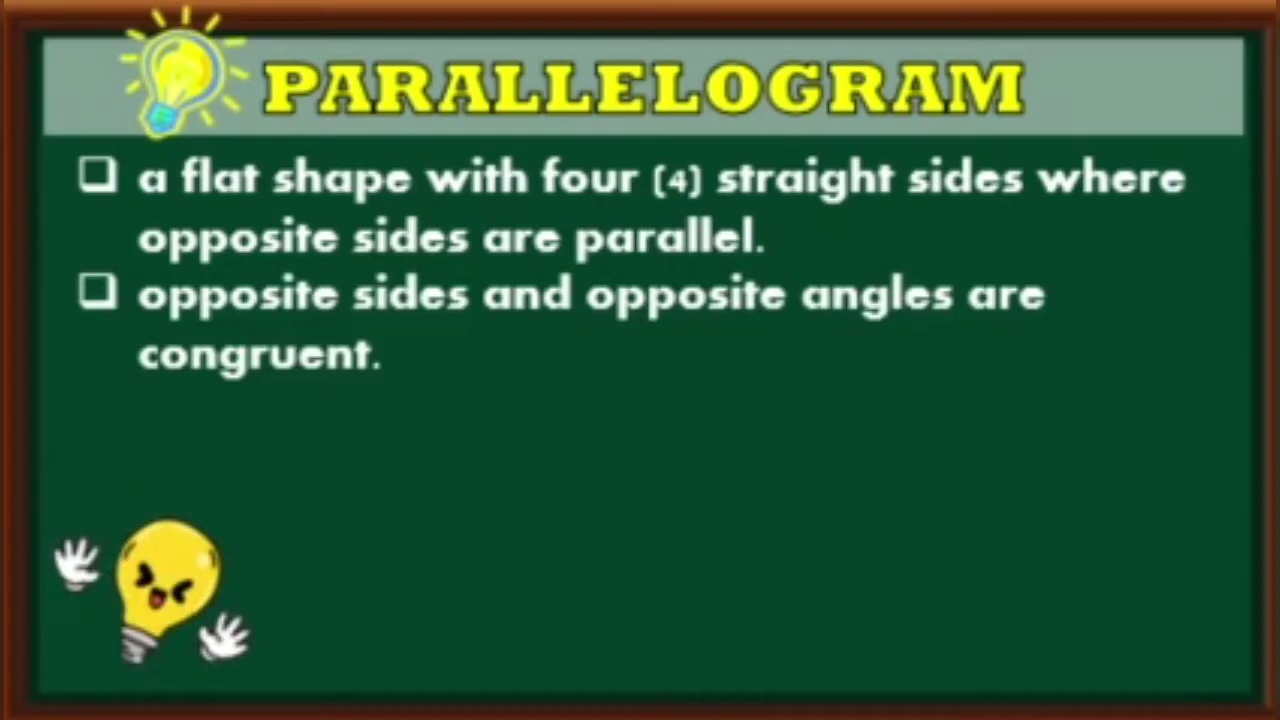 PARALLELOGRAM
❑ a flat shape with four (4) straight sides where
opposite sides are parallel.
❑ opposite sides and opposite angles are
congruent.